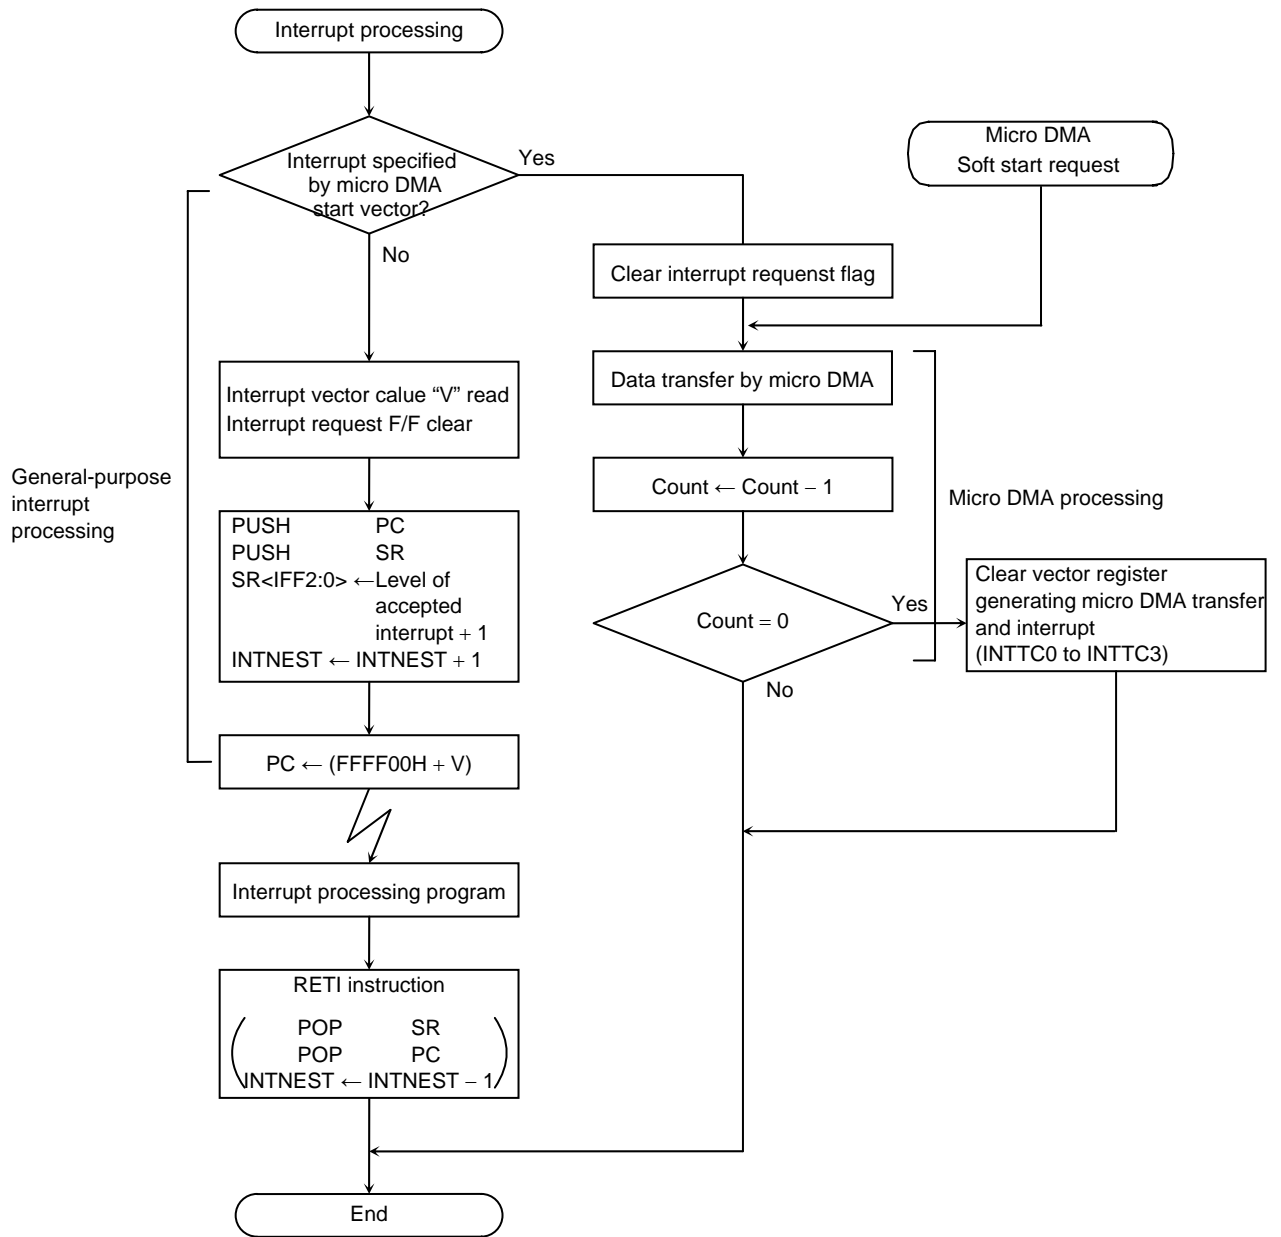 Interrupt processing
Interrupt specified
by micro DMA
start vector?
Yes
No
Micro DMA
Soft start request
Clear interrupt requenst flag
Data transfer by micro DMA
Count ← Count − 1
Micro DMA processing
Count = 0
Yes
No
Clear vector register
generating micro DMA transfer
and interrupt
(INTTC0 to INTTC3)
General-purpose
interrupt
processing
Interrupt vector calue “V” read
Interrupt request F/F clear
PUSH PC
PUSH SR
SR<IFF2:0> ←Level of
accepted
interrupt + 1
INTNEST ← INTNEST + 1
PC ← (FFFF00H + V)
Interrupt processing program
RETI instruction
POP SR
POP PC
INTNEST ← INTNEST − 1
End